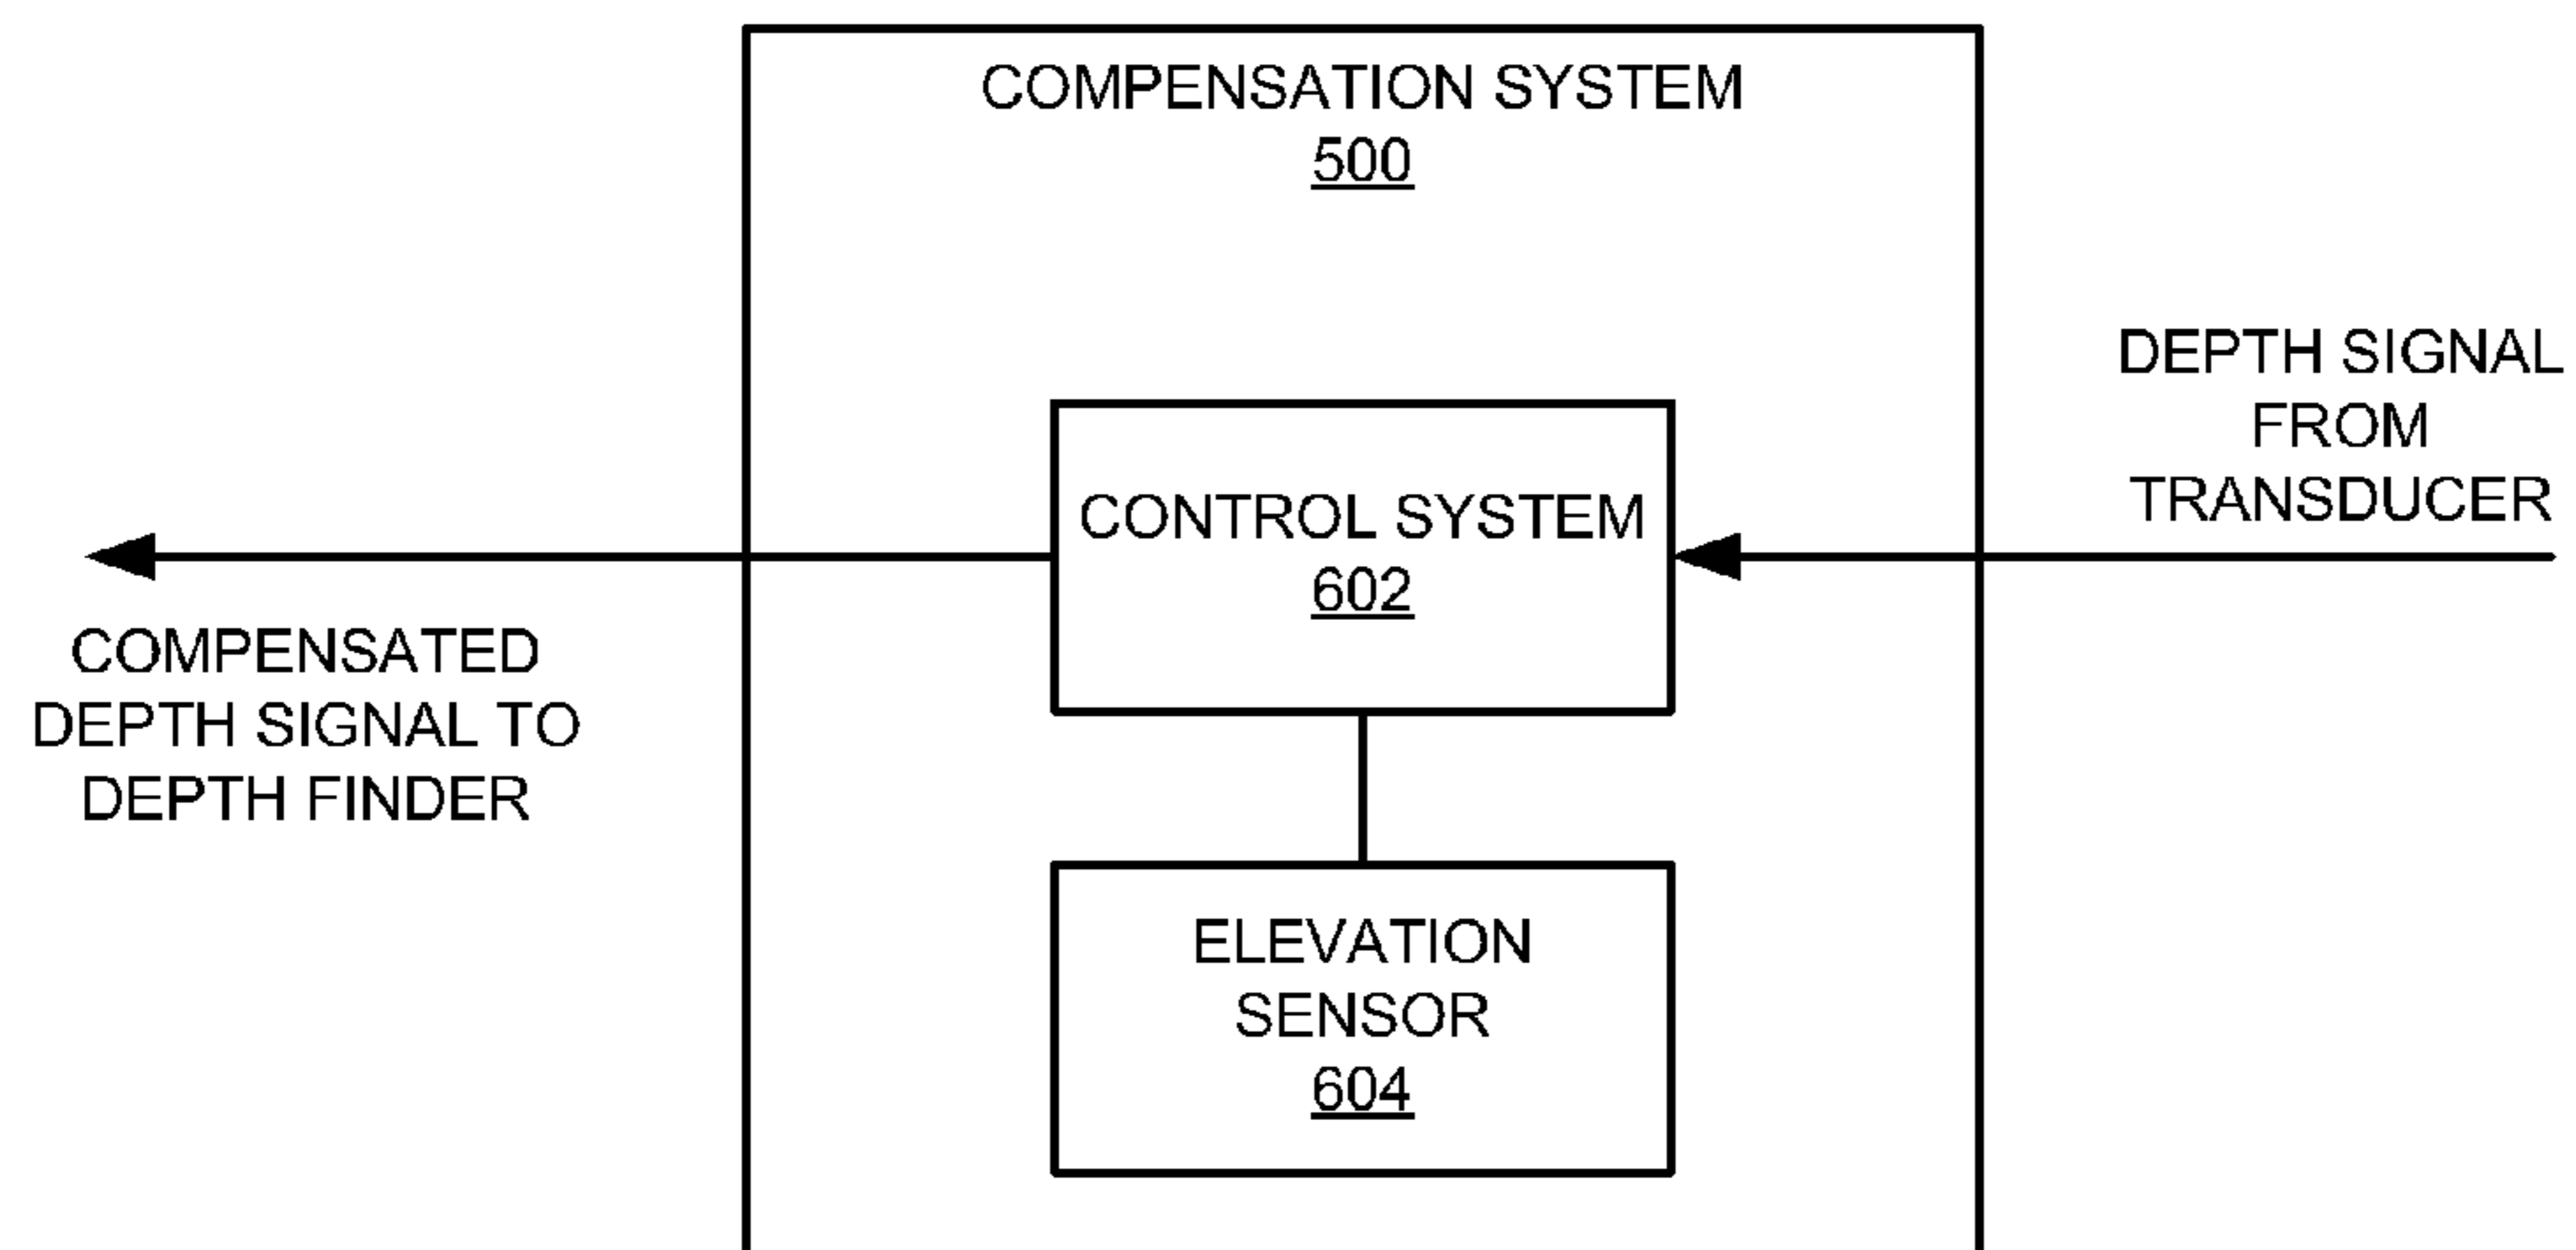 COMPENSATION SYSTEM
500
DEPTH SIGNAL
FROM
TRANSDUCER
CONTROL SYSTEM
602
COMPENSATED
DEPTH SIGNAL TO
DEPTH FINDER
ELEVATION
SENSOR
604